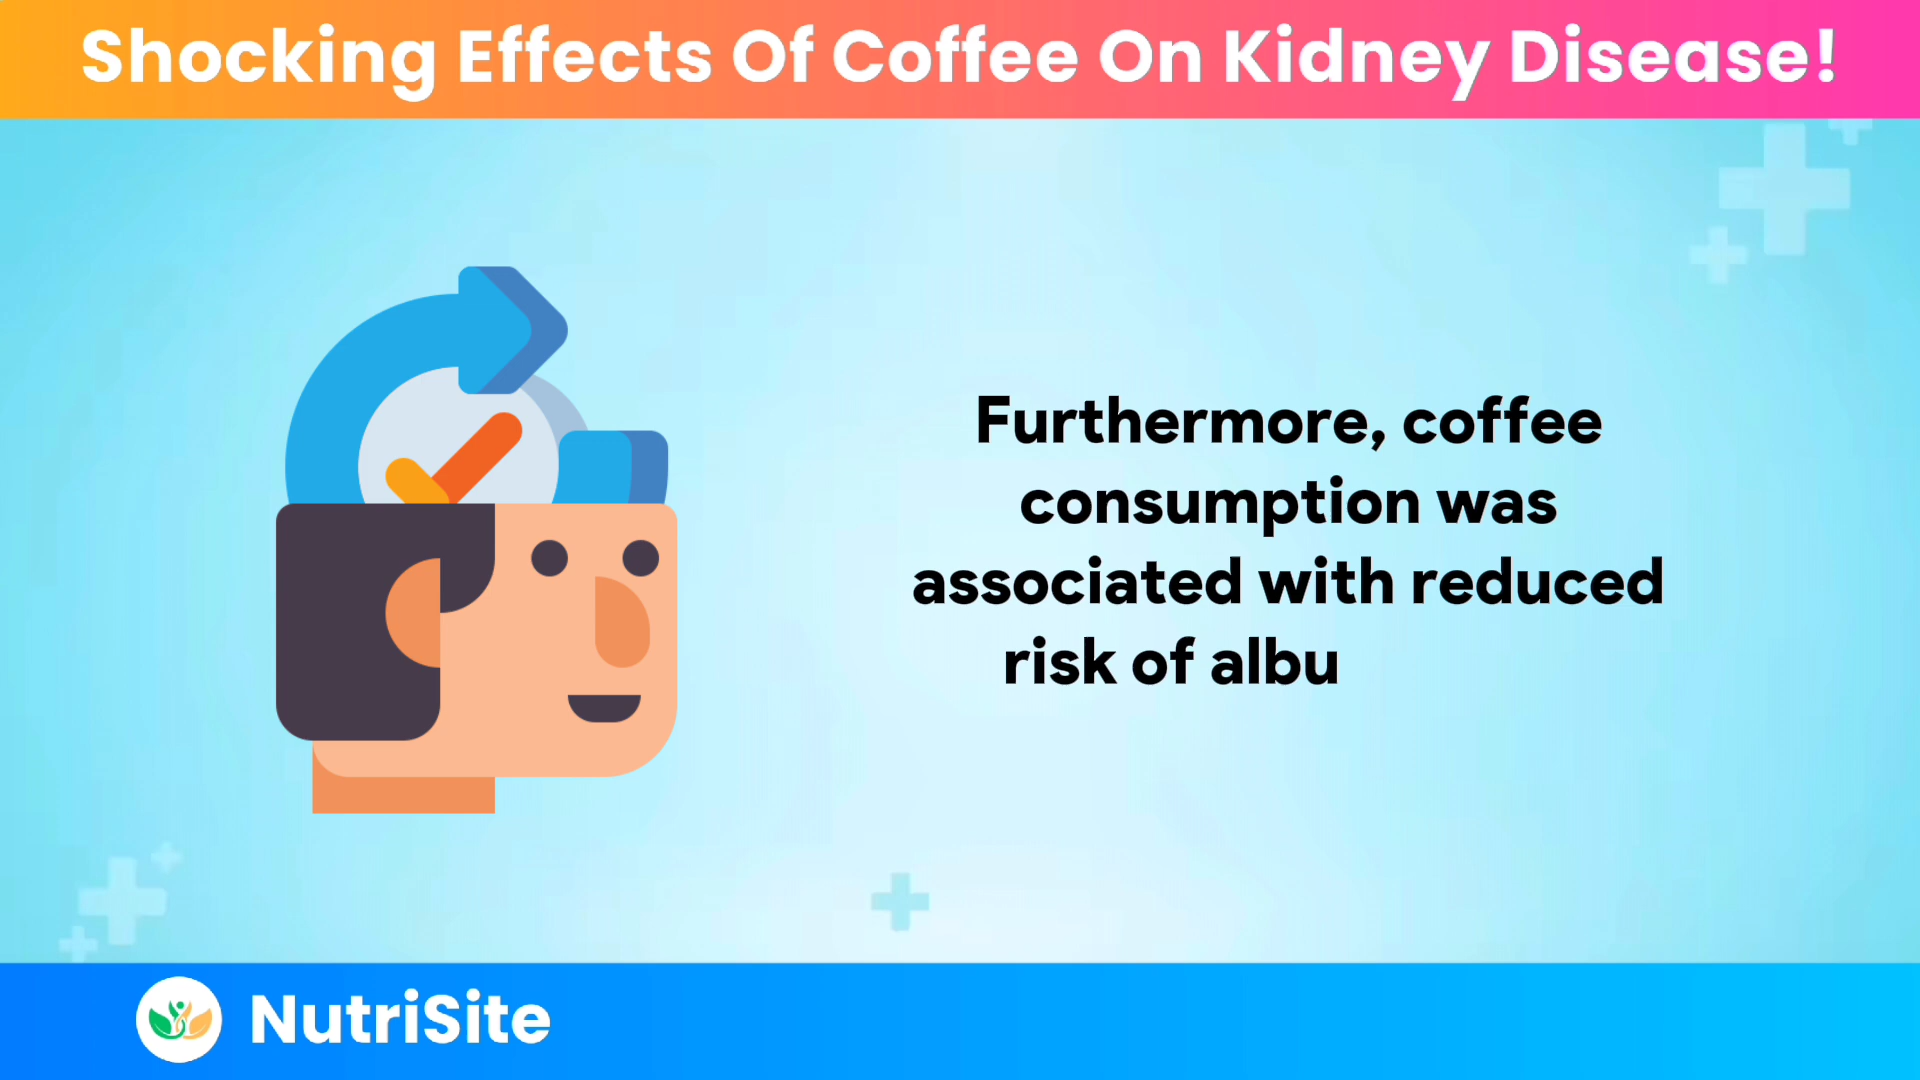 Shocking Effects Of Coffee On Kidney Disease!
Furthermore, coffee
consumption was
associated with reduced
risk of albu
NutriSite